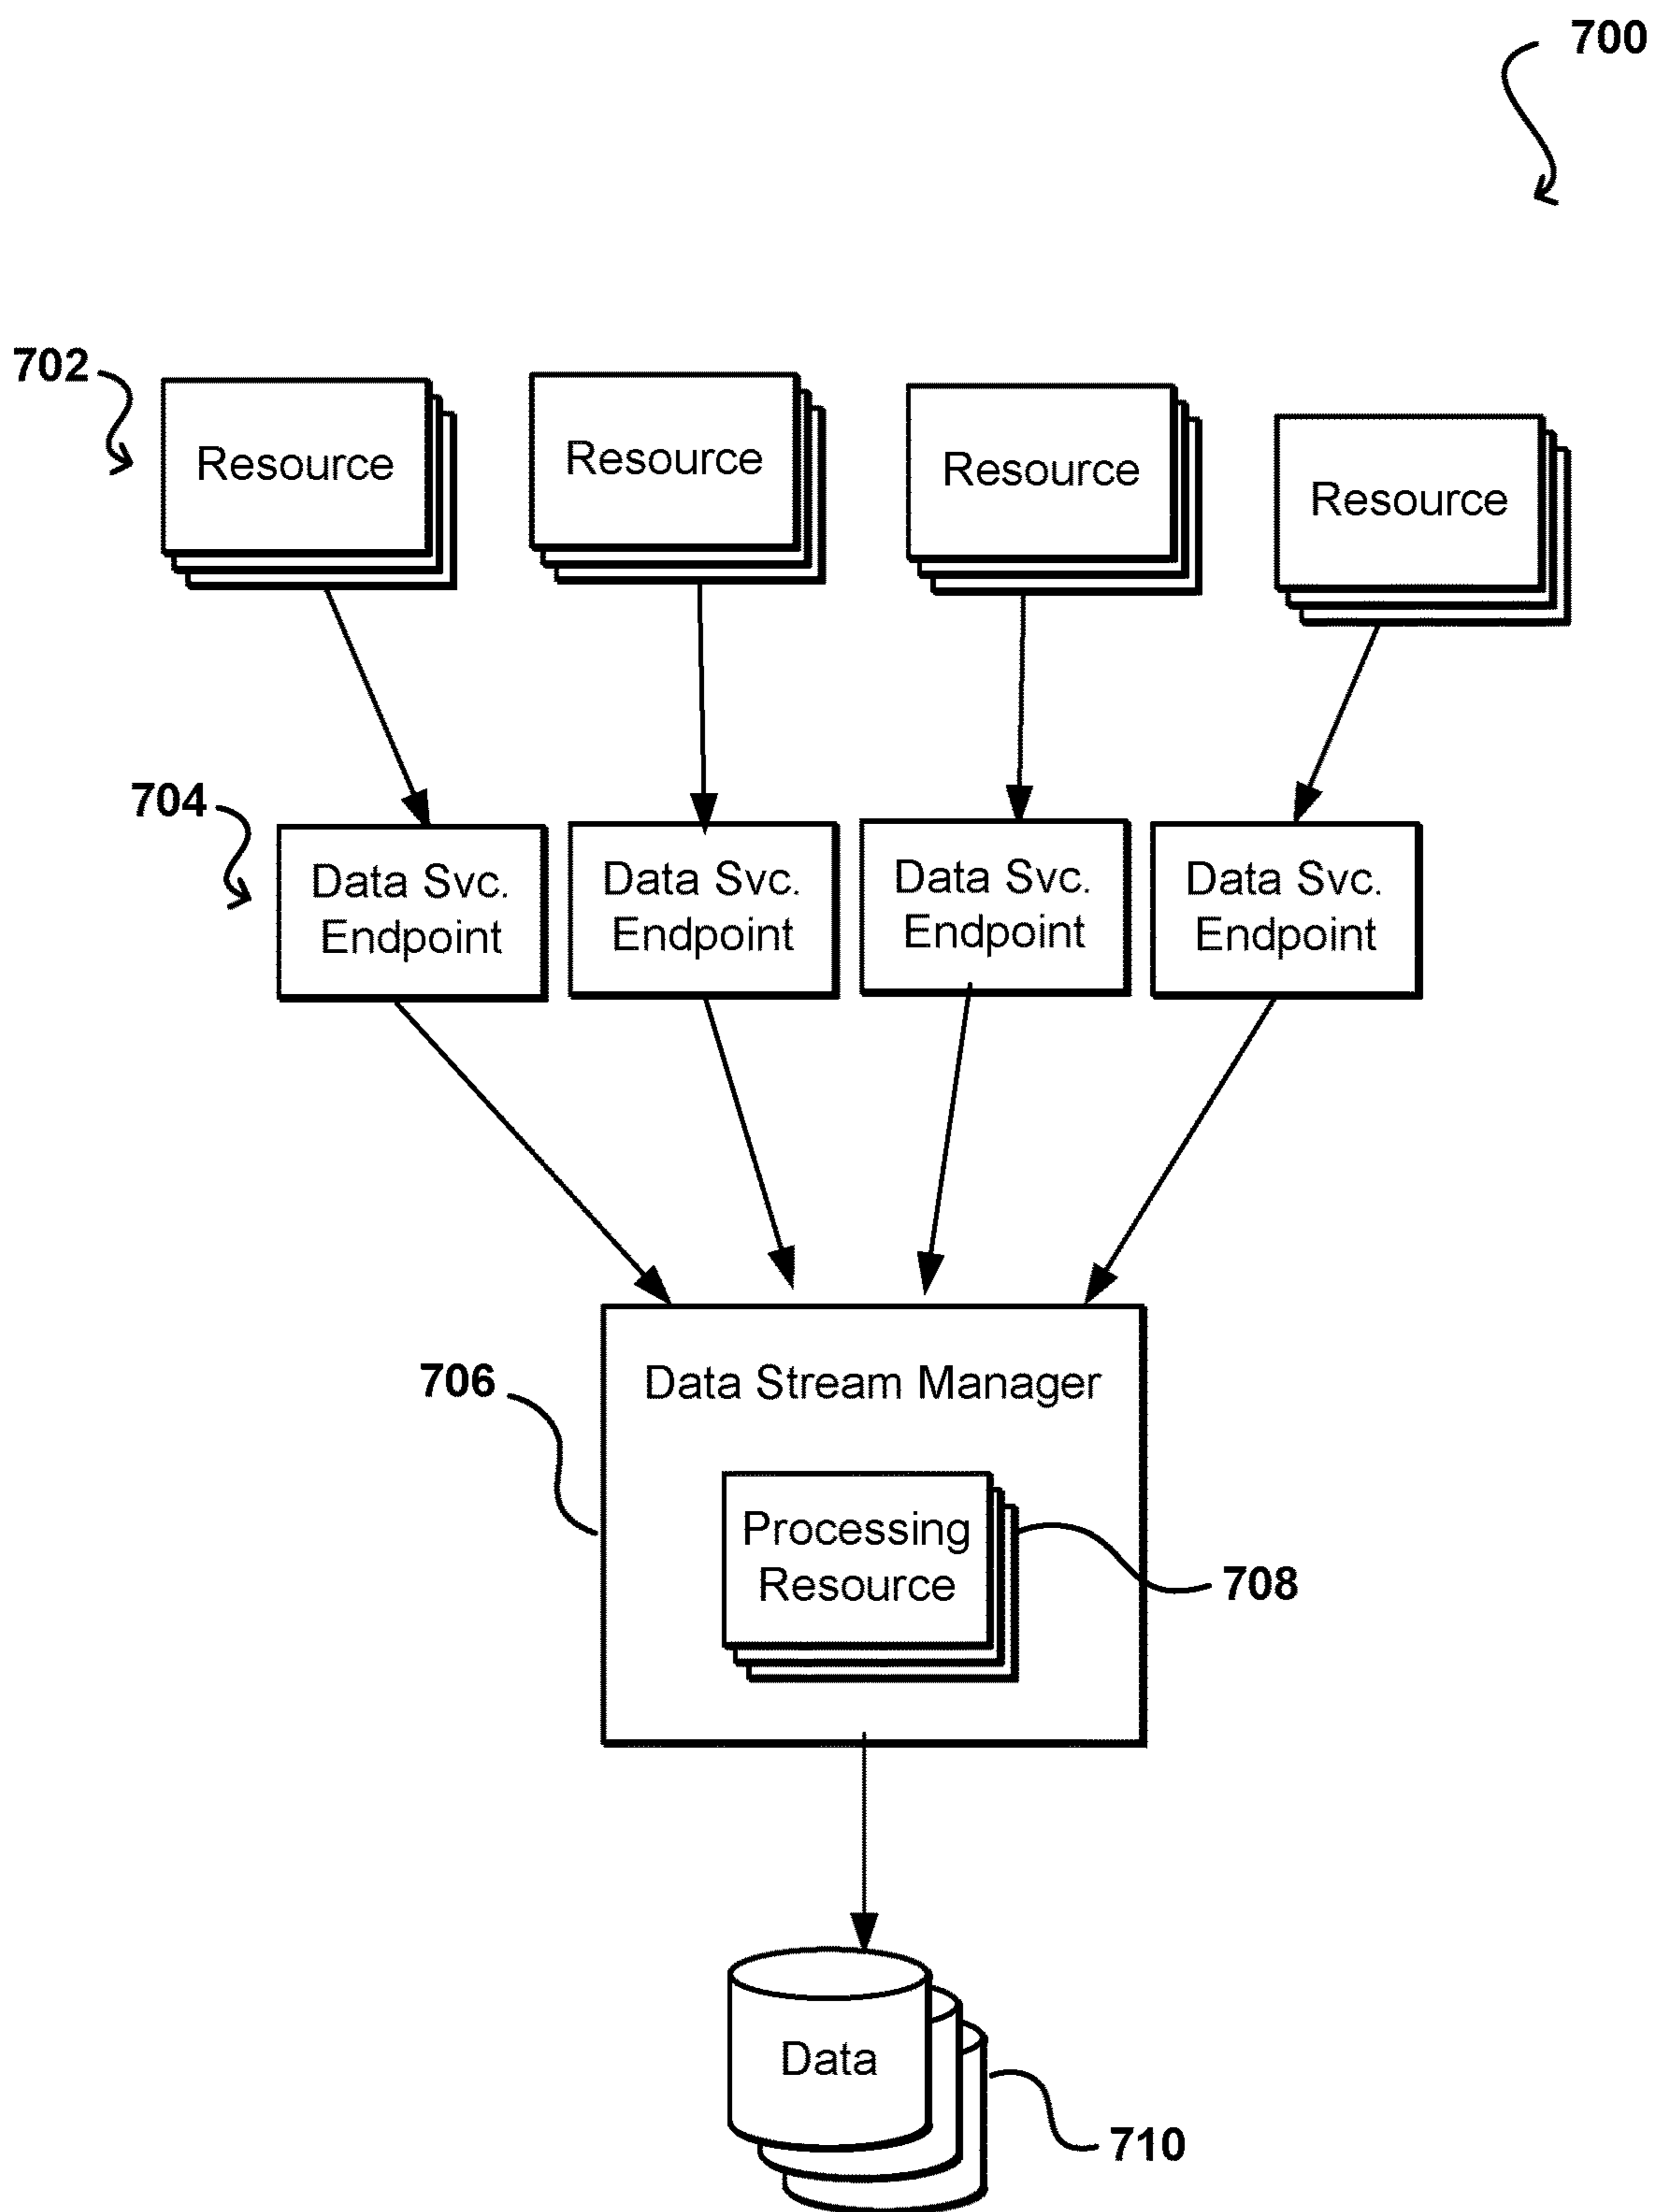 700
702
Resource
Resource
Resource
Resource
704
Data Svc.
Endpoint
Data Svc.
Endpoint
Data Svc.
Endpoint
Data Svc.
Endpoint
706
Data Stream Manager
Processing
Resource
708
Data
710